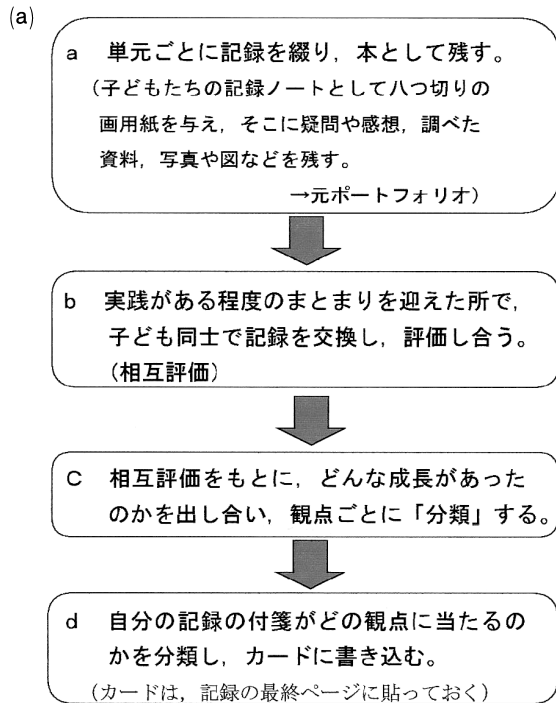 (a)
a 単元ごとに記録を綴り，本として残す。
(子どもたちの記録ノートとして八つ切りの
画用紙を与え，そこに疑問や感想，調べた
資料，写真や図などを残す。
→元ポートフォリオ)
b 実践がある程度のまとまりを迎えた所で，
子ども同士で記録を交換し，評価し合う。
(相互評価)
C 相互評価をもとに，どんな成長があった
のかを出し合い，観点ごとに「分類」する。
d 自分の記録の付箋がどの観点に当たるの
かを分類し，カードに書き込む。
(カードは，記録の最終ページに貼っておく)